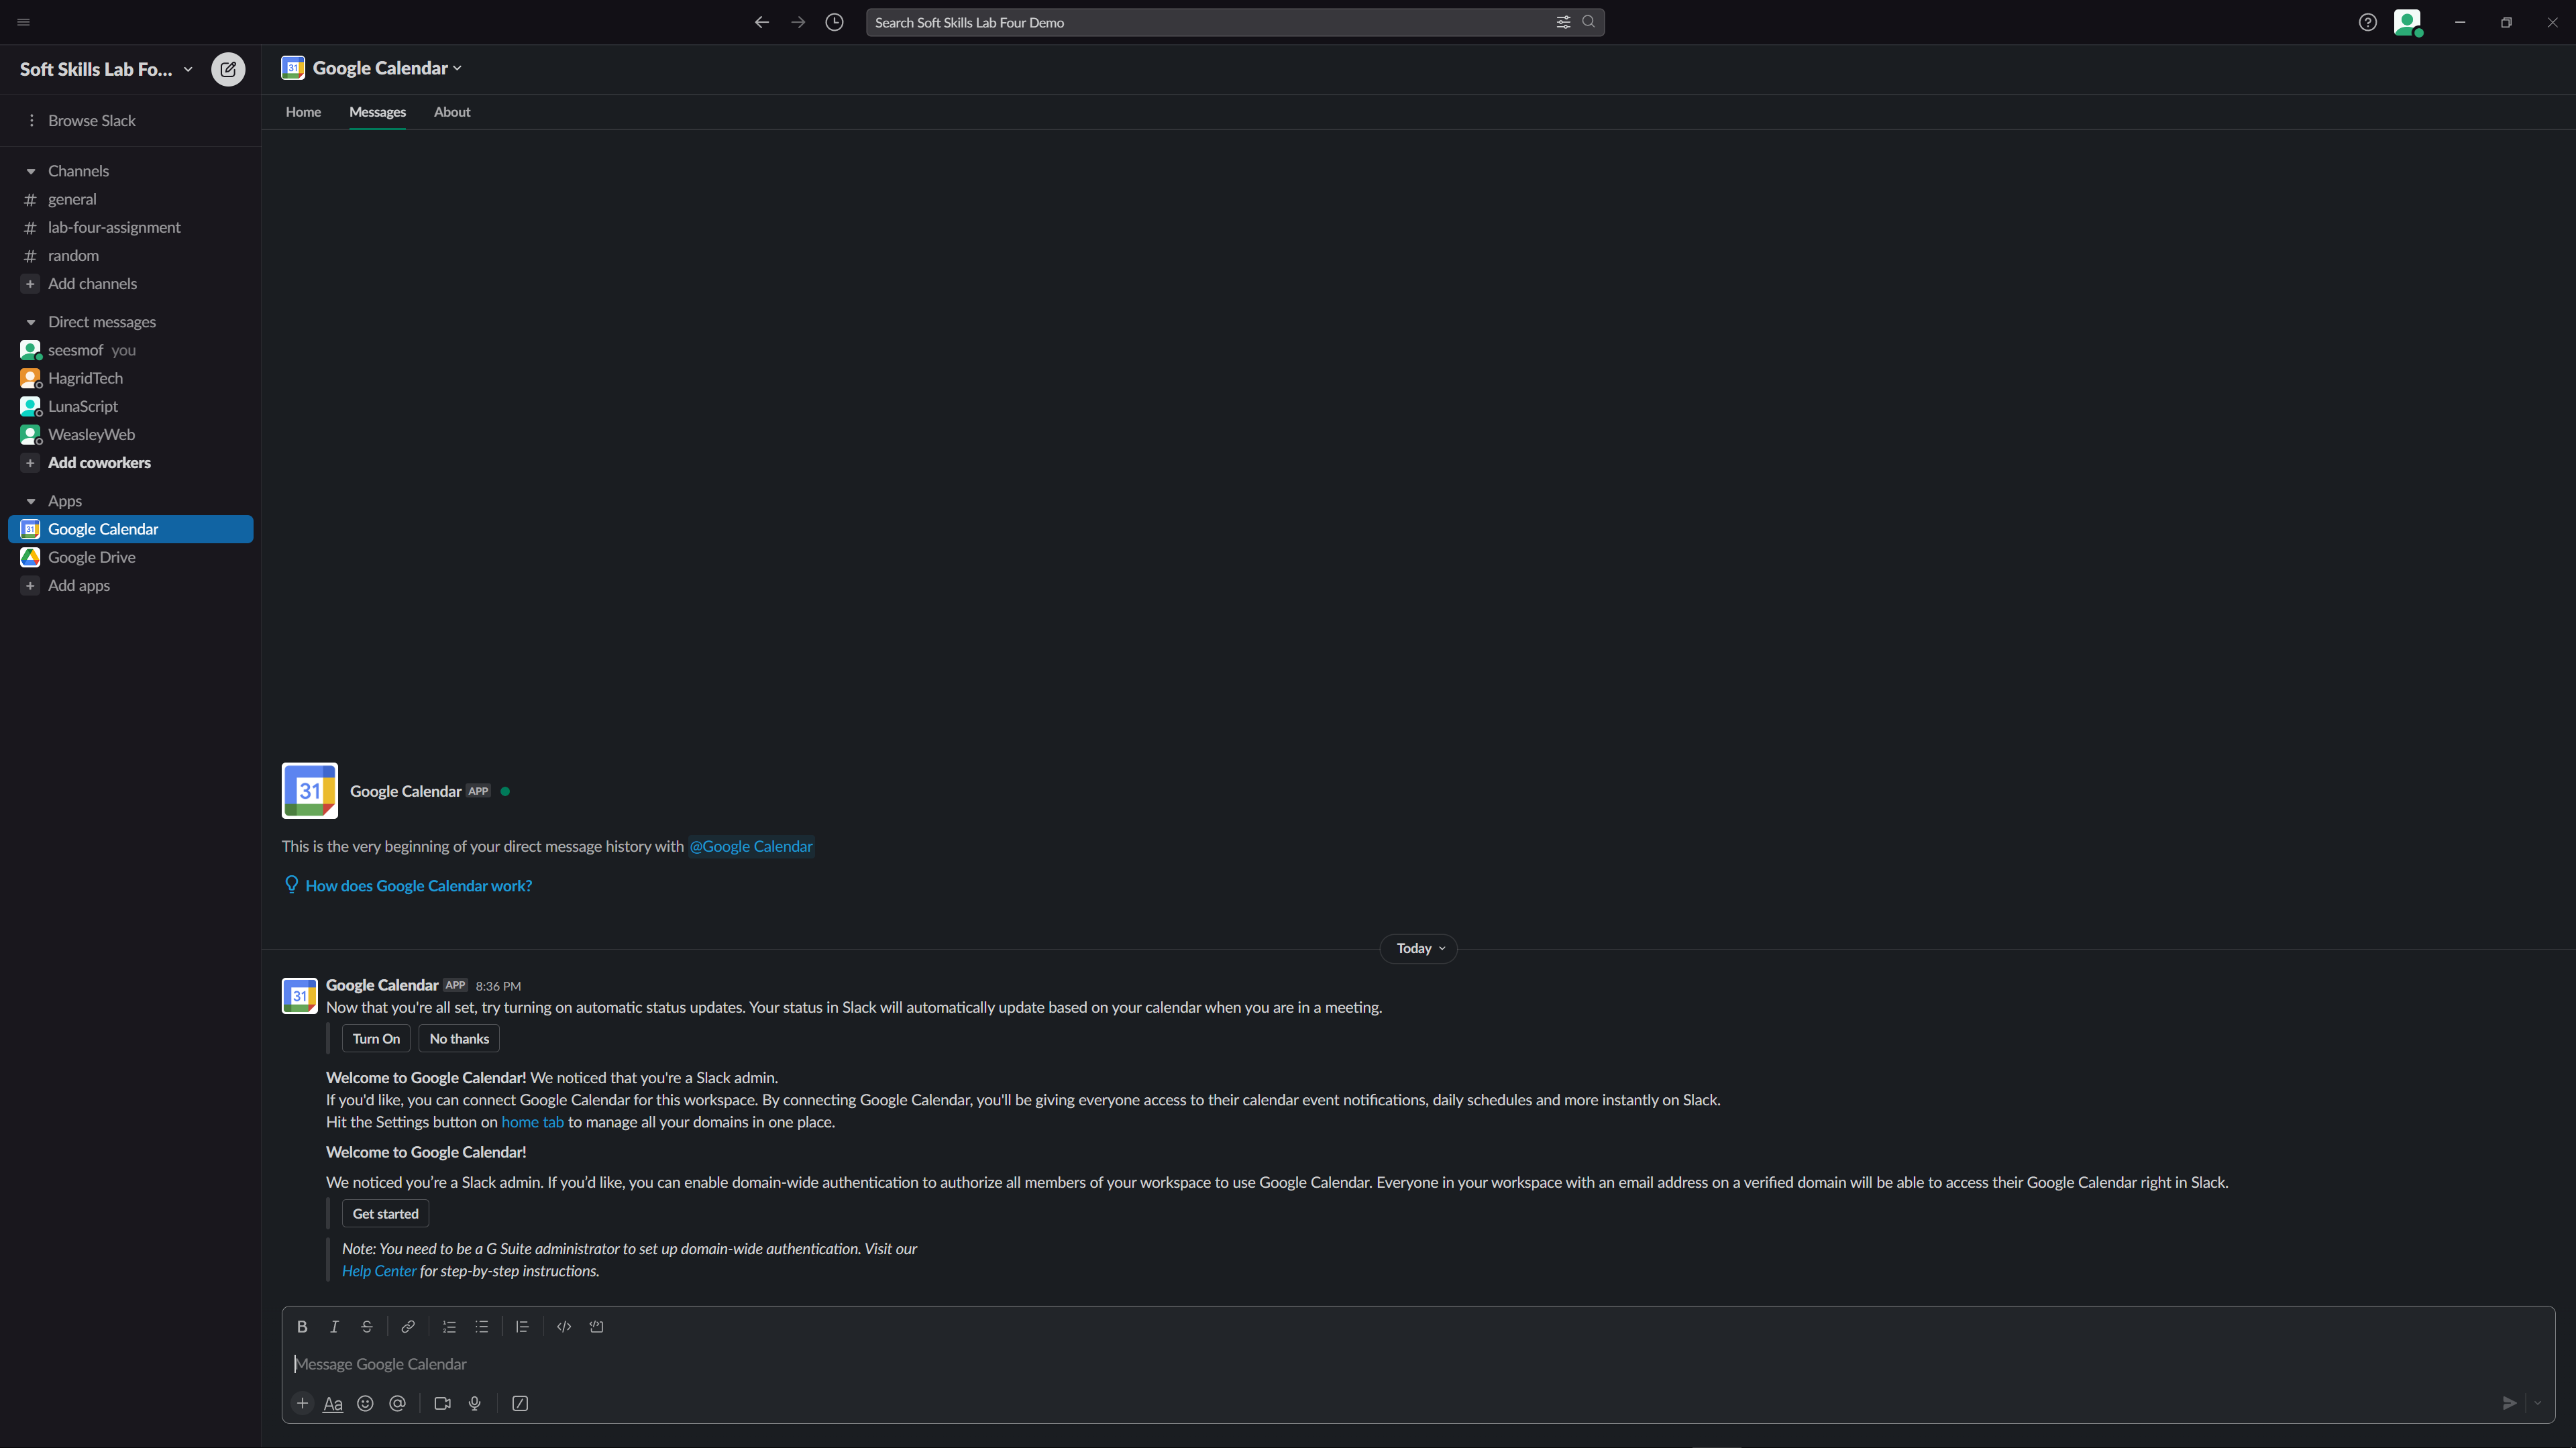 Search Soft Skills Lab Four Demo
Soft Skills Lab Fo...
Browse Slack
Channels
# general
# lab-four-assignment
# random
+ Add channels
Direct messages
seesmof you
HagridTech
LunaScript
WeasleyWeb
+ Add coworkers
Apps
31 Google Calendar
Google Drive
+ Add apps
31 Google Calendar
Home Messages About
31 Google Calendar APP
This is the very beginning of your direct message history with @Google Calendar
How does Google Calendar work?
Today
31 Google Calendar APP 8:36 PM
Now that you're all set, try turning on automatic status updates. Your status in Slack will automatically update based on your calendar when you are in a meeting.
Turn On No thanks
Welcome to Google Calendar! We noticed that you're a Slack admin.
If you'd like, you can connect Google Calendar for this workspace. By connecting Google Calendar, you'll be giving everyone access to their calendar event notifications, daily schedules and more instantly on Slack.
Hit the Settings button on home tab to manage all your domains in one place.
Welcome to Google Calendar!
We noticed you’re a Slack admin. If you’d like, you can enable domain-wide authentication to authorize all members of your workspace to use Google Calendar. Everyone in your workspace with an email address on a verified domain will be able to access their Google Calendar right in Slack.
Get started
Note: You need to be a G Suite administrator to set up domain-wide authentication. Visit our
Help Center for step-by-step instructions.
B I S
Message Google Calendar
+ Aa @